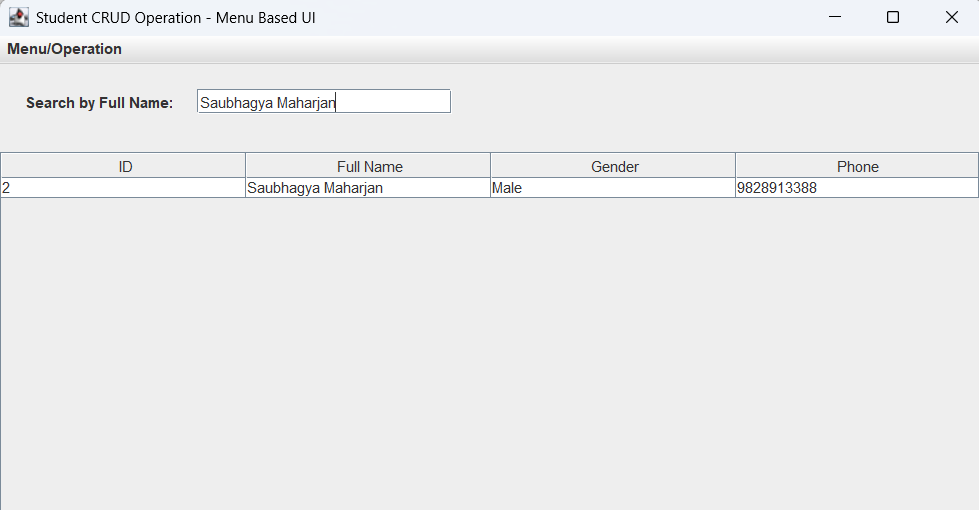 Student CRUD Operation - Menu Based UI
Menu/Operation
Search by Full Name: Saubhagya Maharjan
ID Full Name Gender Phone
2 Saubhagya Maharjan Male 9828913388